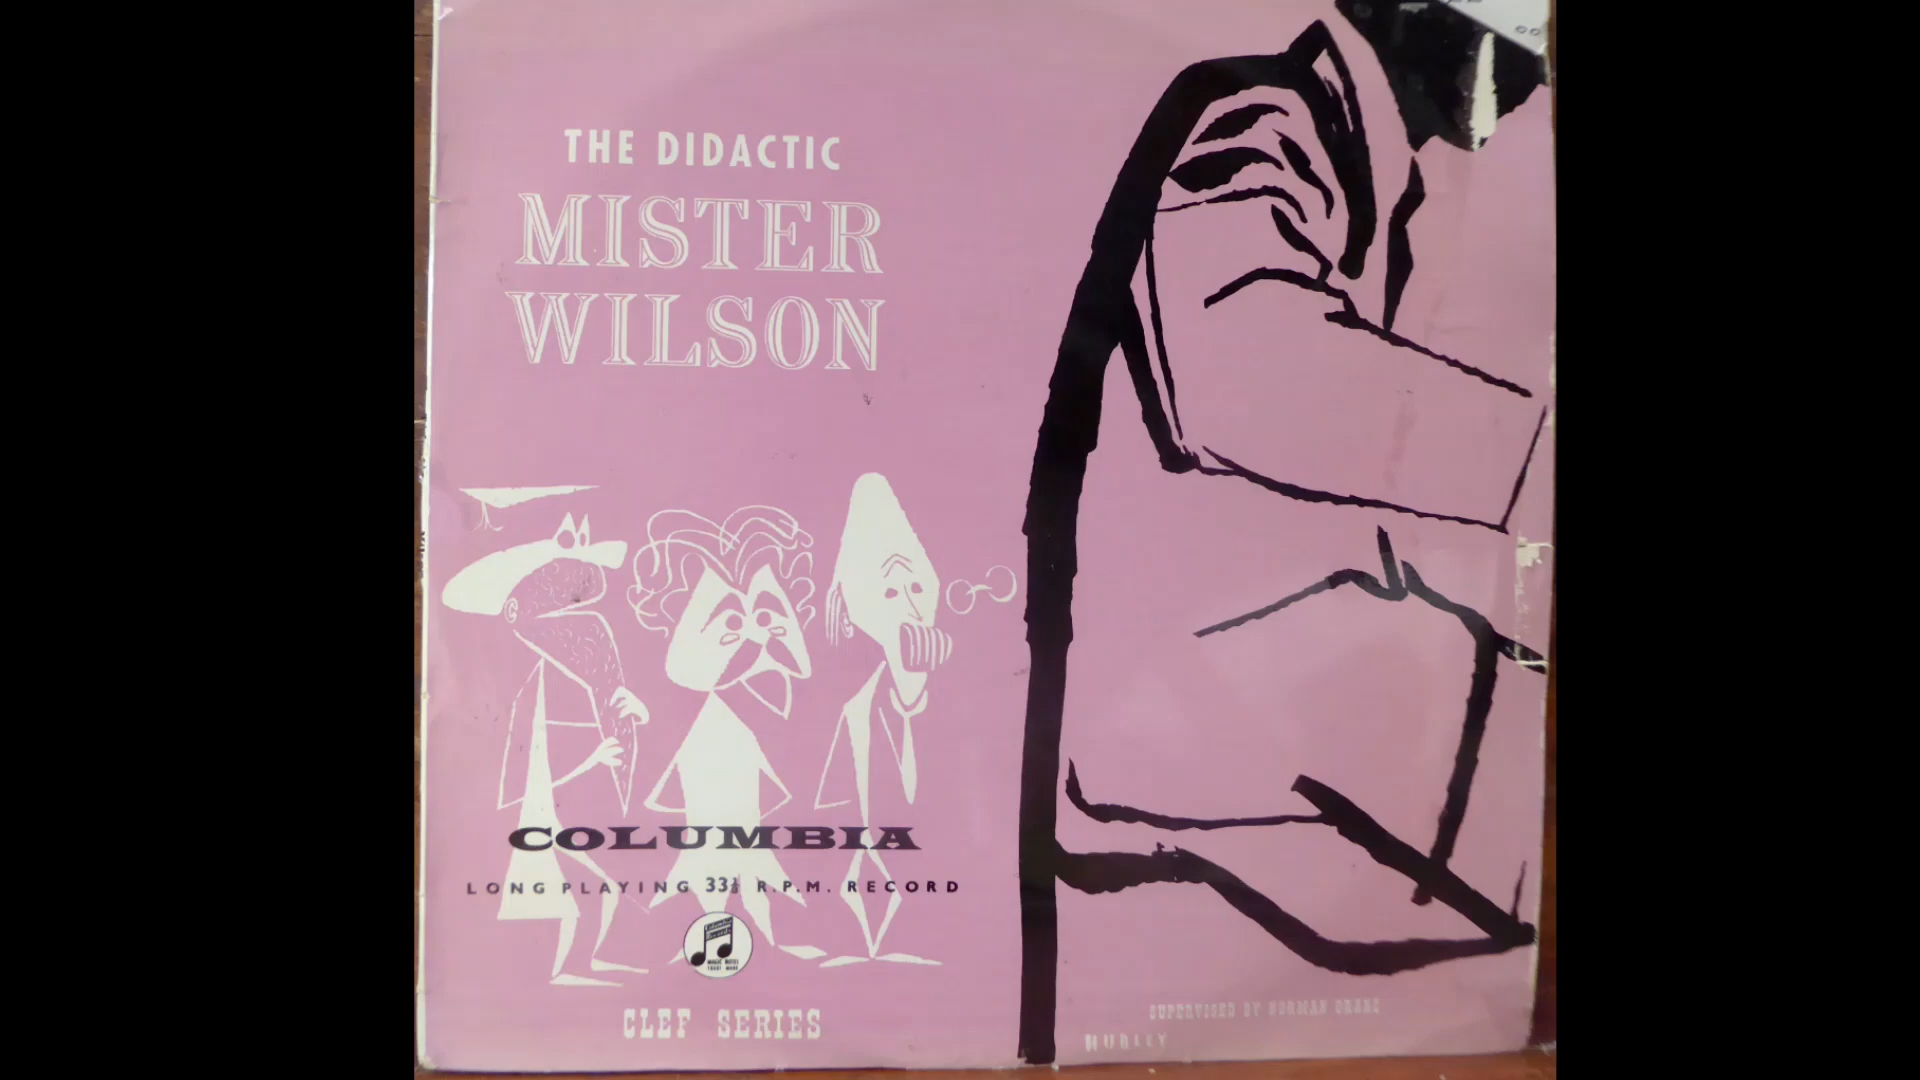 THE DIDACTIC
MISTER
WILSON
COLUMBIA
LONG PLAYING 33⅓ R.P.M. RECORD
CLEF SERIES
SUPERVISED BY NORMAN GRANZ